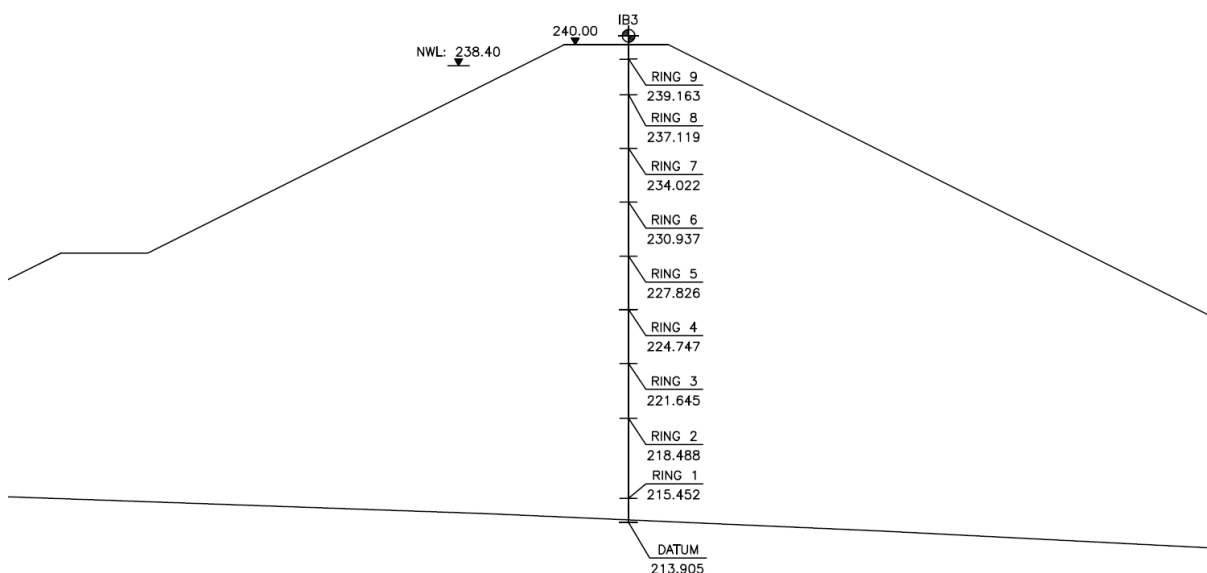 IB3
240.00
NWL: 238.40
RING 9
239.163
RING 8
237.119
RING 7
234.022
RING 6
230.937
RING 5
227.826
RING 4
224.747
RING 3
221.645
RING 2
218.488
RING 1
215.452
DATUM
213.905